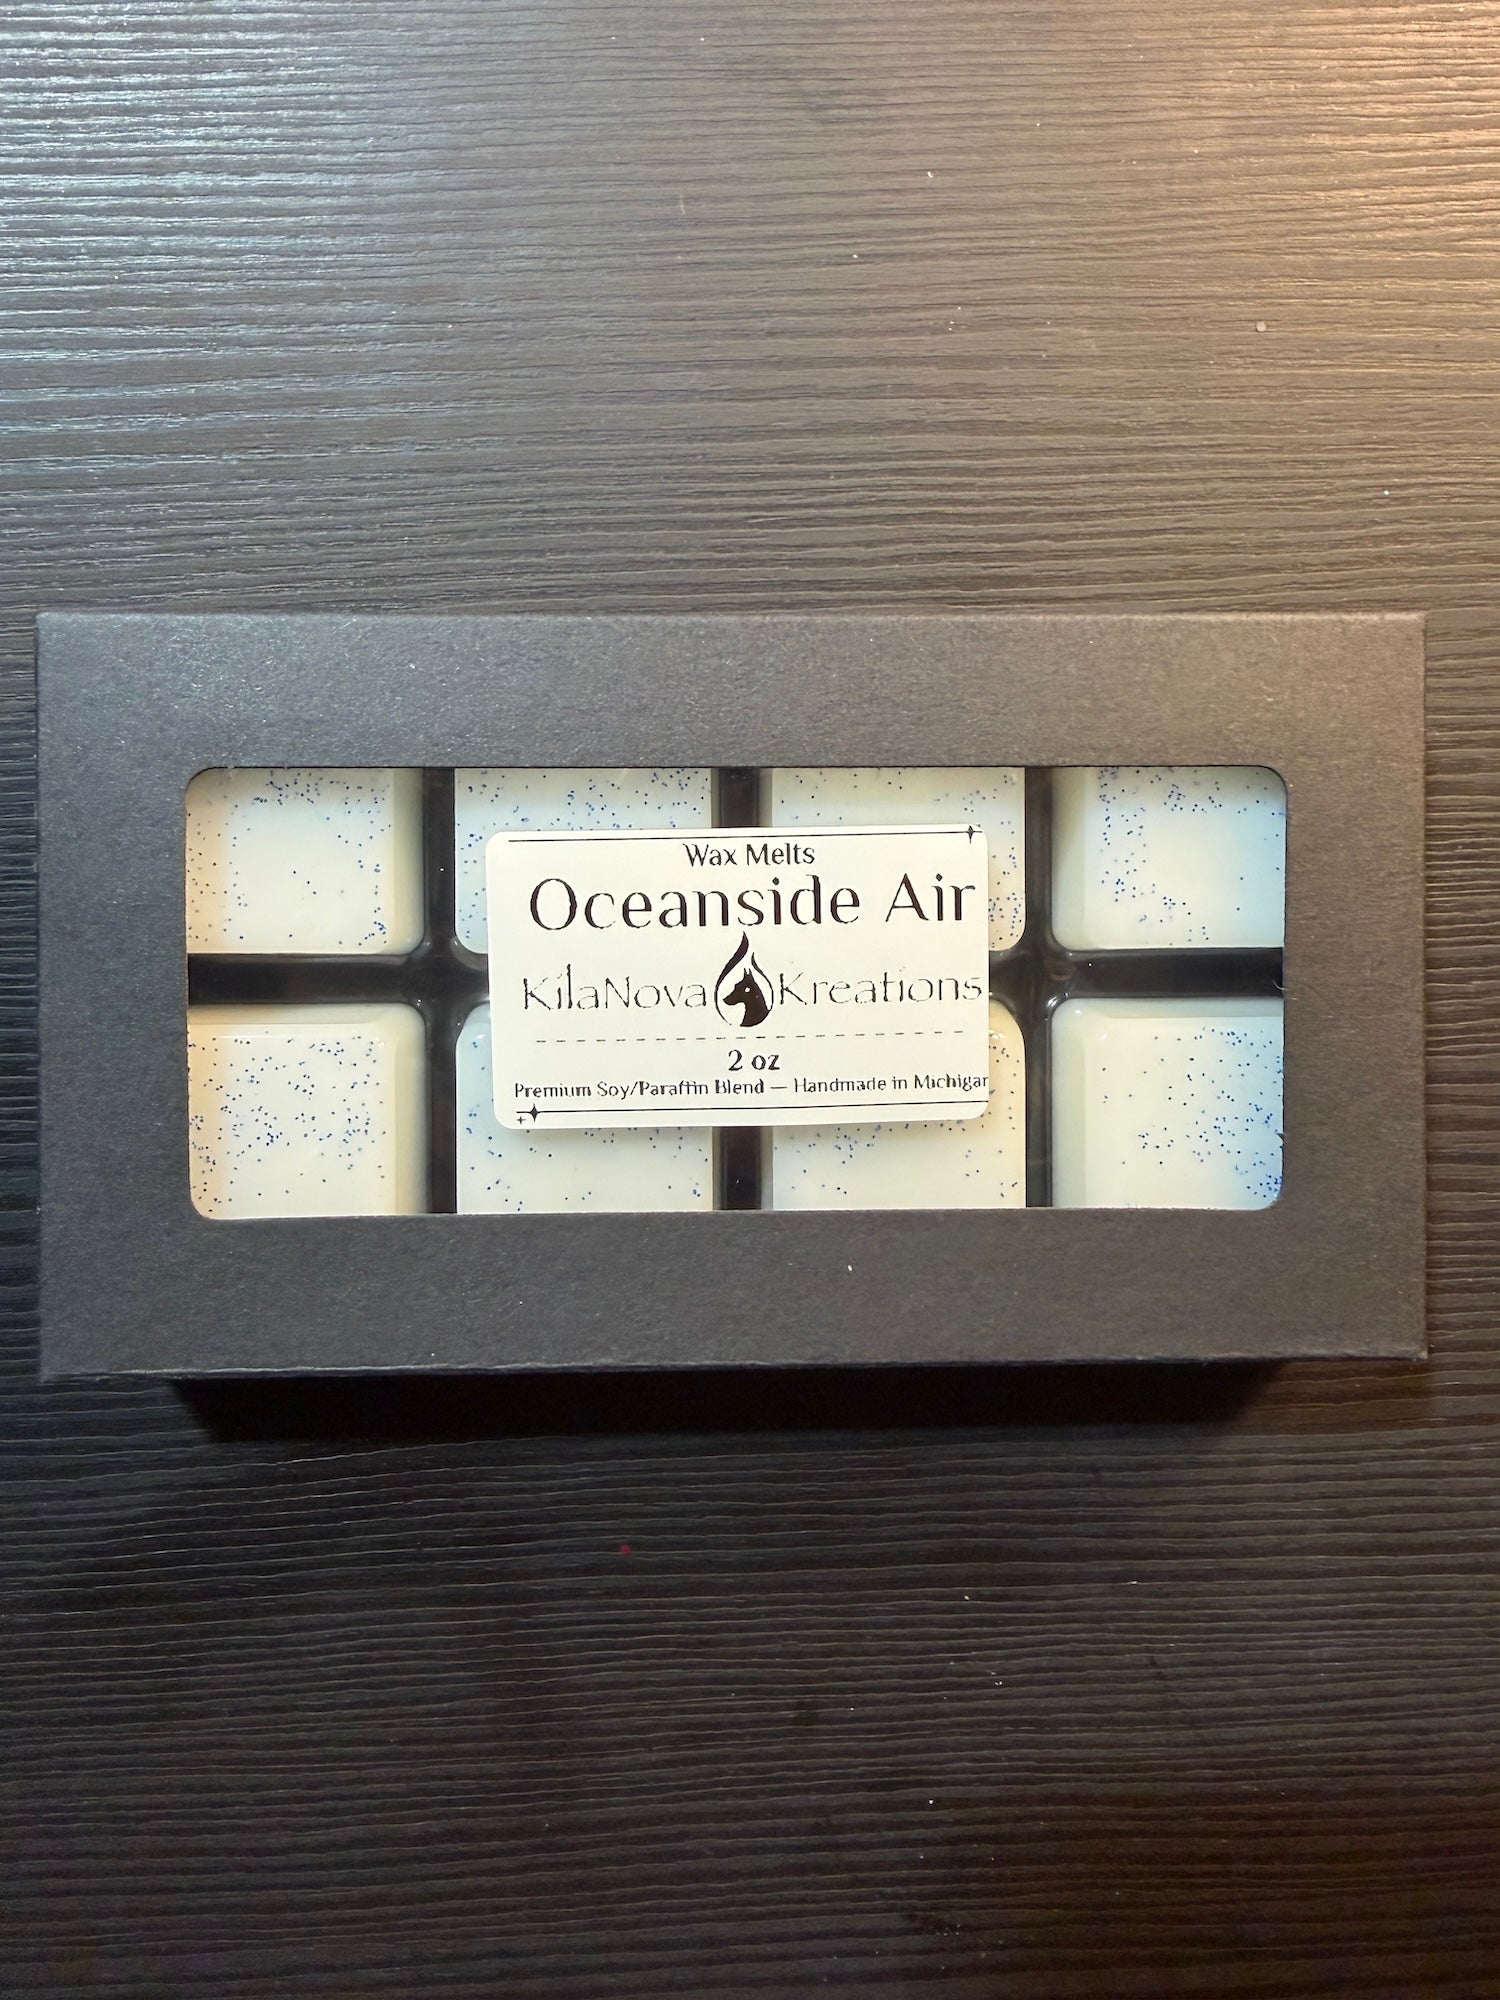 Wax Melts
Oceanside Air
KilaNova Kreations
2 oz
Premium Soy/Paraffin Blend — Handmade in Michigan